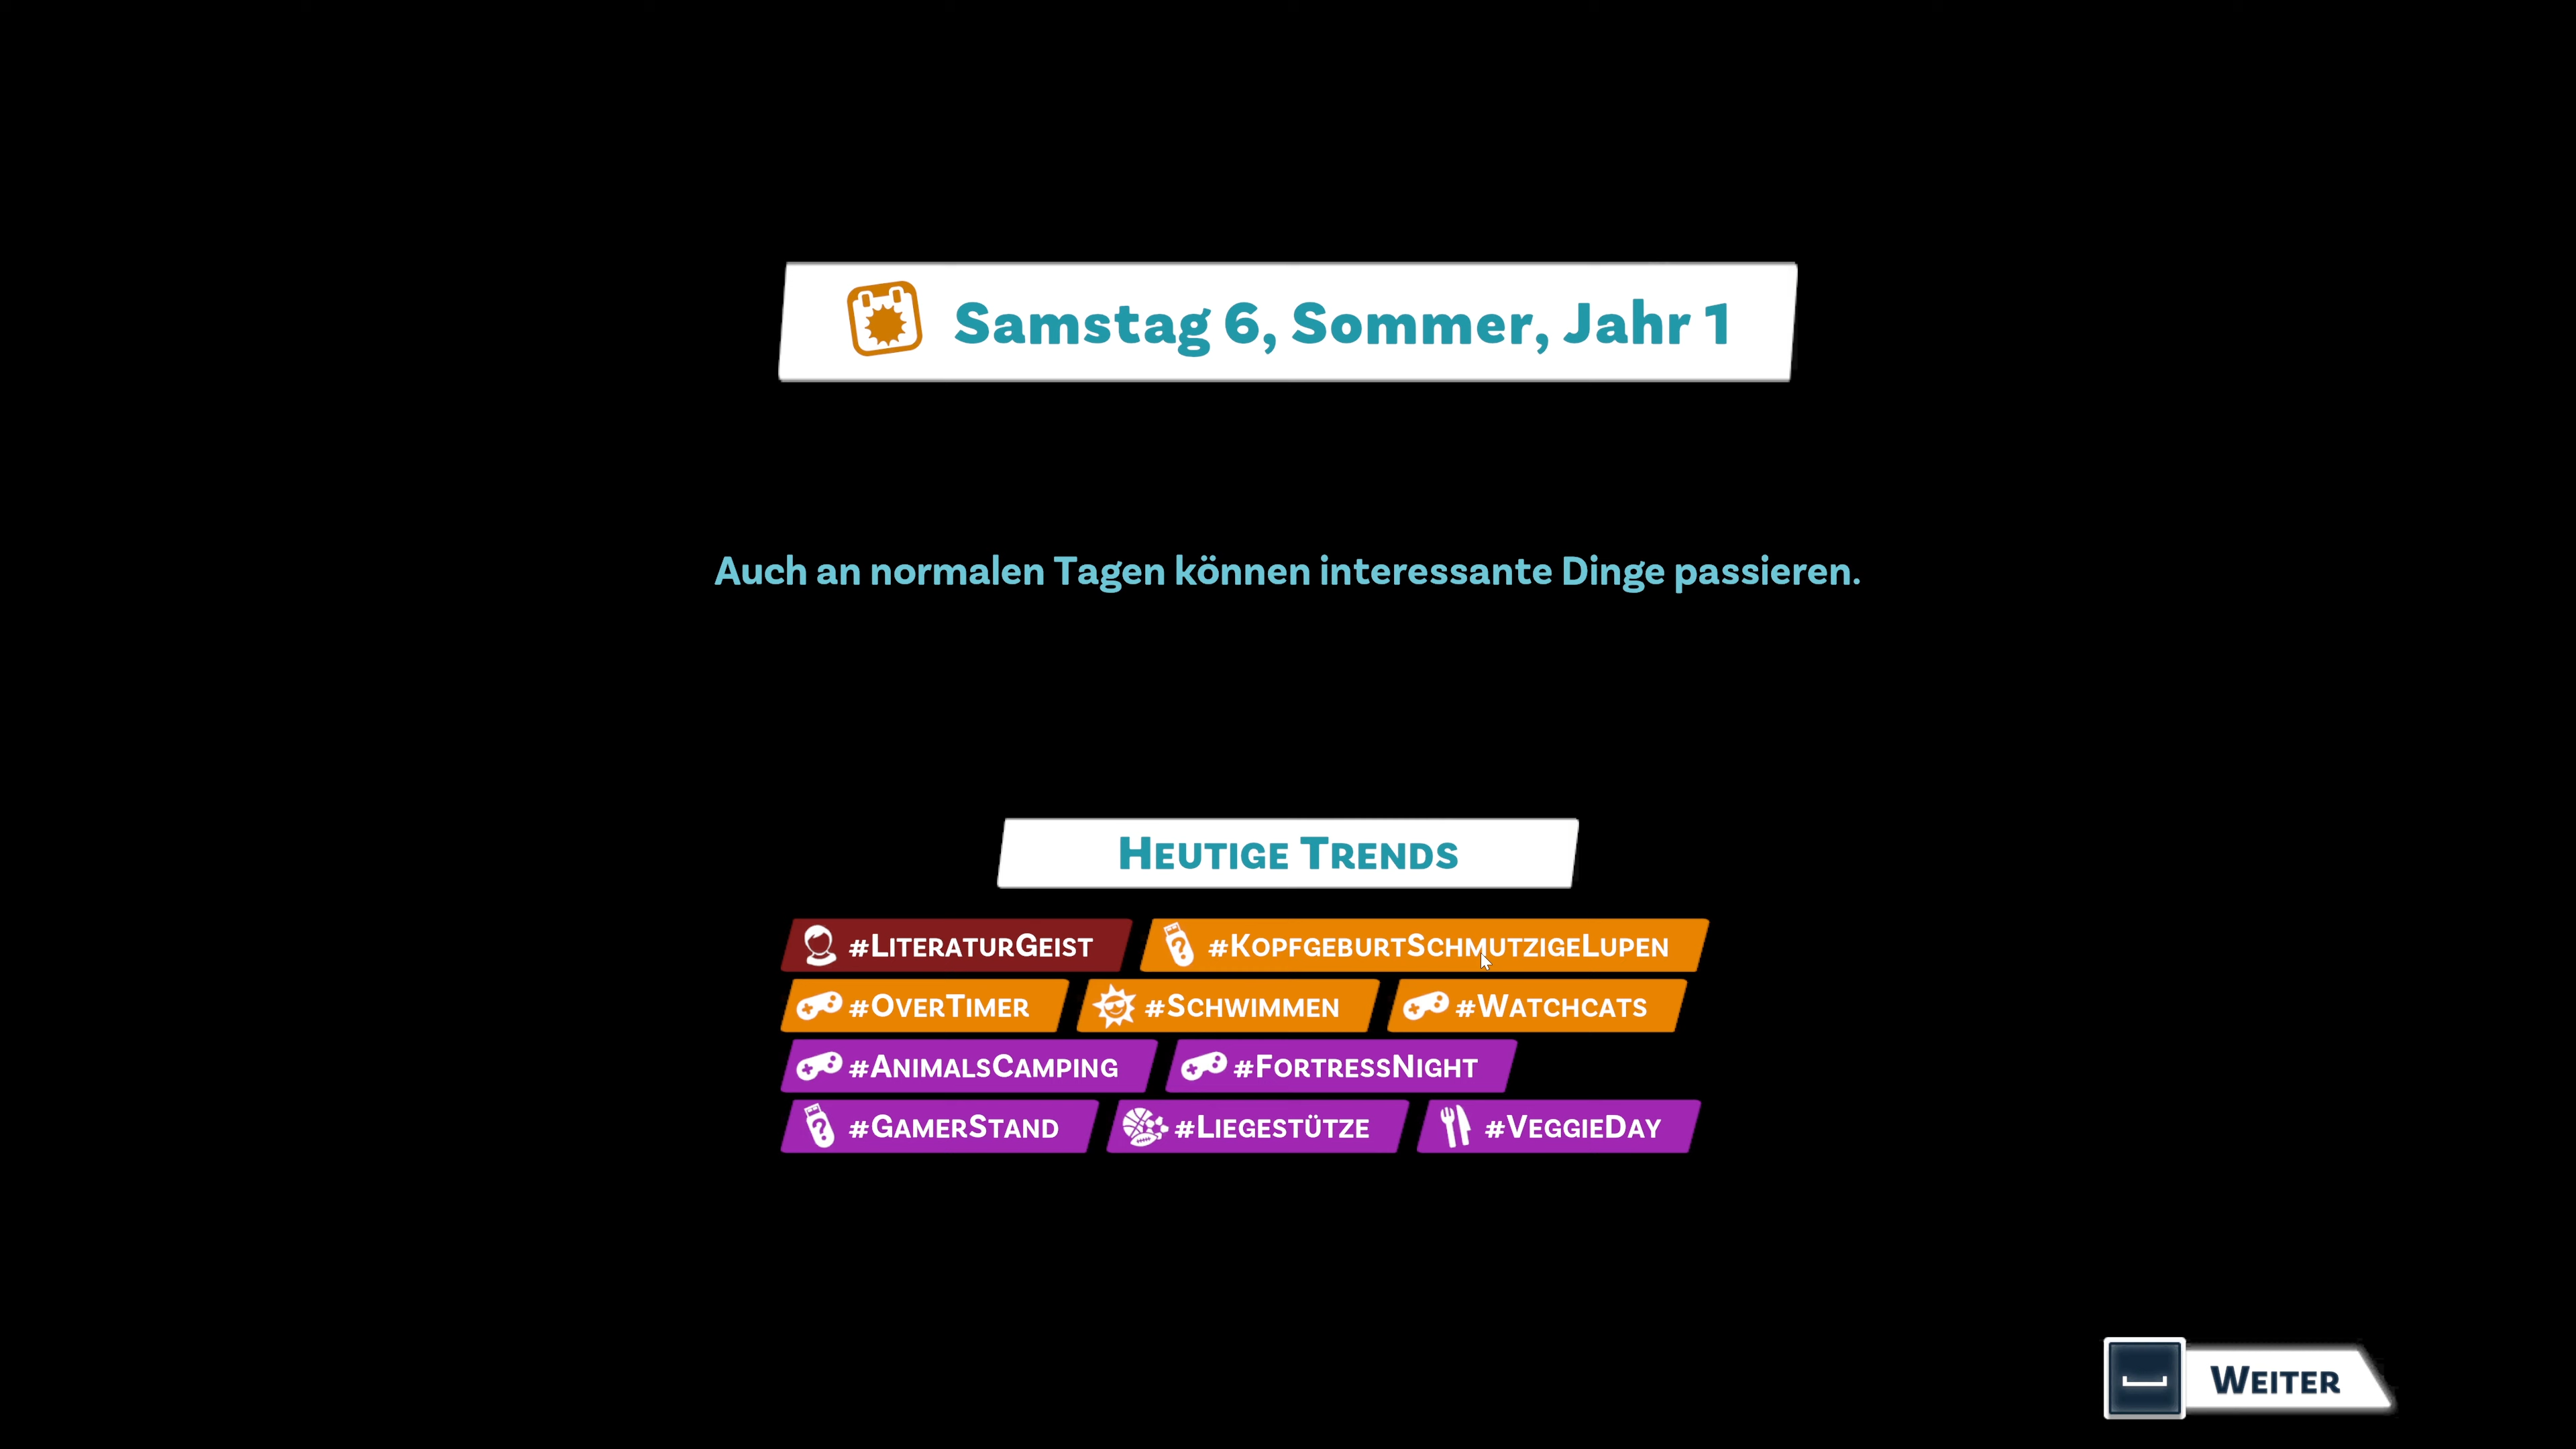 Samstag 6, Sommer, Jahr 1
Auch an normalen Tagen können interessante Dinge passieren.
HEUTIGE TRENDS
#LITERATURGEIST #KOPFGEBURTSCHMUTZIGELUPEN
#OVERTIMER #SCHWIMMEN #WATCHCATS
#ANIMALSCAMPING #FORTRESSNIGHT
#GAMERSTAND #LIEGESTÜTZE #VEGGIEDAY
WEITER